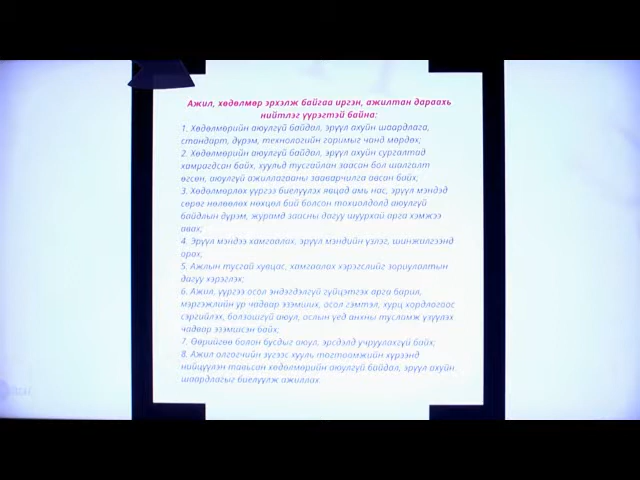 Ажил, хөдөлмөр эрхэлж байгаа иргэн, ажилтан дараахь
нийтлэг үүрэгтэй байна:
1. Хөдөлмөрийн аюулгүй байдал, эрүүл ахуйн шаардлага,
стандарт, дүрэм, технологийн горимыг чанд мөрдөх;
2. Хөдөлмөрийн аюулгүй байдал, эрүүл ахуйн сургалтад
хамрагдсан байх, хуульд тусгайлан заасан бол шалгалт
өгсөн, аюулгүй ажиллагааны зааварчилга авсан байх;
3. Хөдөлмөрлөх үүргээ биелүүлэх явцад амь нас, эрүүл мэндэд
сөрөг нөлөөлөх нөхцөл бий болсон тохиолдолд аюулгүй
байдлын дүрэм, журамд заасны дагуу шуурхай арга хэмжээ
авах;
4. Эрүүл мэндээ хамгаалах, эрүүл мэндийн үзлэг, шинжилгээнд
орох;
5. Ажлын тусгай хувцас, хамгаалах хэрэгслийг зориулалтын
дагуу хэрэглэх;
6. Ажил, үүргээ осол эндэгдэлгүй гүйцэтгэх арга барил,
мэргэжлийн ур чадвар эзэмших, осол гэмтэл, хурц хордлогоос
сэргийлэх, болзошгүй аюул, ослын үед анхны тусламж үзүүлэх
чадвар эзэмшсэн байх;
7. Өөрийгөө болон бусдыг аюул, эрсдэлд учруулахгүй байх;
8. Ажил олгогчийн зүгээс хууль тогтоомжийн хүрээнд
нийцүүлэн тавьсан хөдөлмөрийн аюулгүй байдал, эрүүл ахуйн
шаардлагыг биелүүлж ажиллах.